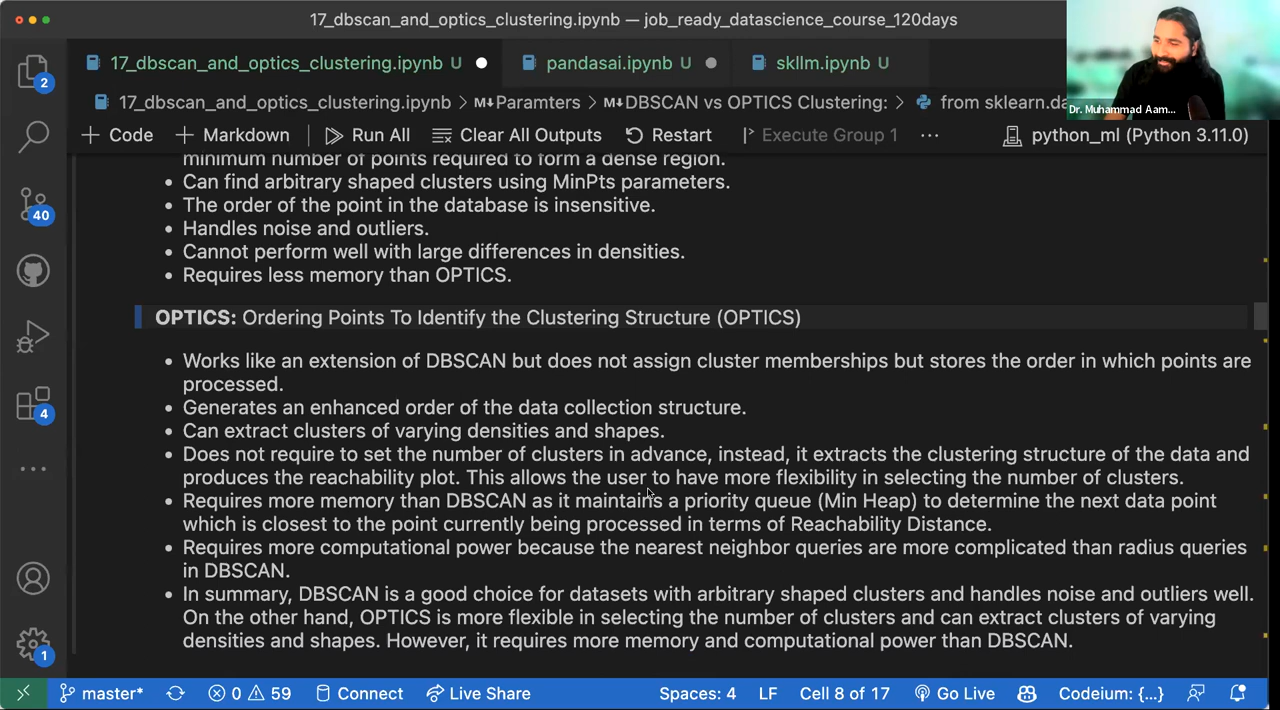 17_dbscan_and_optics_clustering.ipynb — job_ready_datascience_course_120days
17_dbscan_and_optics_clustering.ipynb U
pandasai.ipynb U
skllm.ipynb U
Dr. Muhammad Aam...
17_dbscan_and_optics_clustering.ipynb > M↓Paramters > M↓DBSCAN vs OPTICS Clustering: > from sklearn.da
+ Code + Markdown | Run All Clear All Outputs Restart Execute Group 1 ... python_ml (Python 3.11.0)
minimum number of points required to form a dense region.
• Can find arbitrary shaped clusters using MinPts parameters.
• The order of the point in the database is insensitive.
• Handles noise and outliers.
• Cannot perform well with large differences in densities.
• Requires less memory than OPTICS.
OPTICS: Ordering Points To Identify the Clustering Structure (OPTICS)
• Works like an extension of DBSCAN but does not assign cluster memberships but stores the order in which points are
processed.
• Generates an enhanced order of the data collection structure.
• Can extract clusters of varying densities and shapes.
• Does not require to set the number of clusters in advance, instead, it extracts the clustering structure of the data and
produces the reachability plot. This allows the user to have more flexibility in selecting the number of clusters.
• Requires more memory than DBSCAN as it maintains a priority queue (Min Heap) to determine the next data point
which is closest to the point currently being processed in terms of Reachability Distance.
• Requires more computational power because the nearest neighbor queries are more complicated than radius queries
in DBSCAN.
• In summary, DBSCAN is a good choice for datasets with arbitrary shaped clusters and handles noise and outliers well.
On the other hand, OPTICS is more flexible in selecting the number of clusters and can extract clusters of varying
densities and shapes. However, it requires more memory and computational power than DBSCAN.
2
40
4
1
master* 0 59 Connect Live Share Spaces: 4 LF Cell 8 of 17 Go Live Codeium: {...}